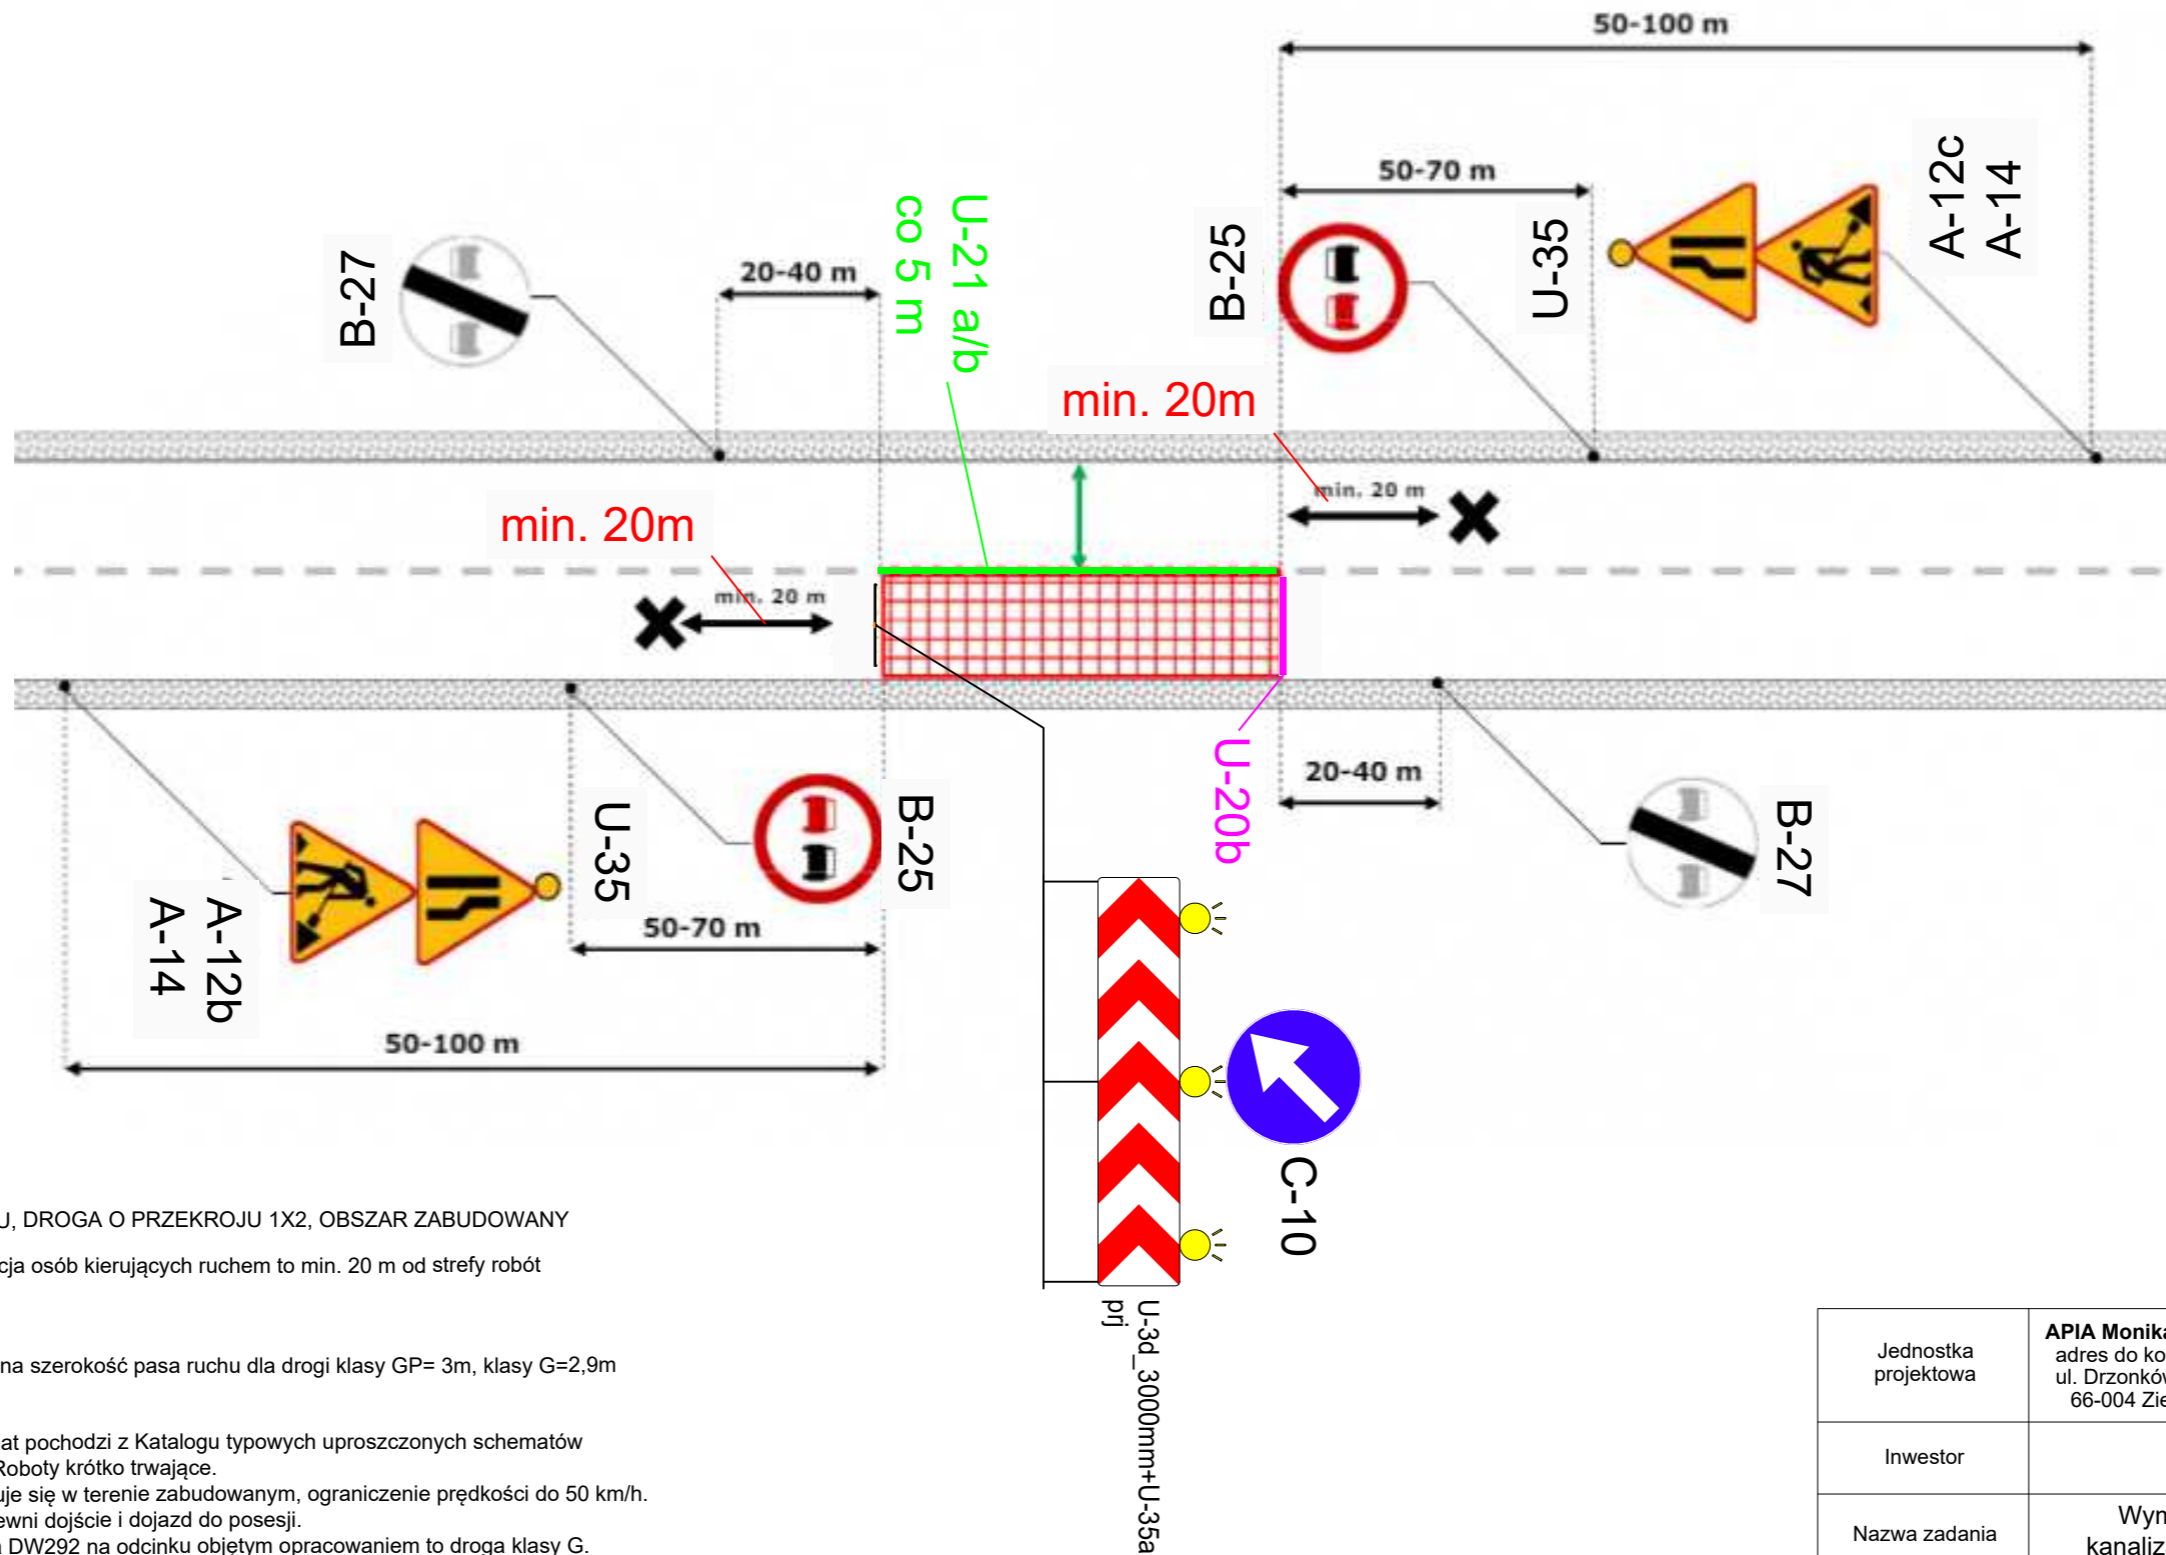 50-100 m
50-70 m
A-12c
A-14
U-35
B-25
U-21 a/b
co 5 m
20-40 m
B-27
min. 20m
min. 20 m
min. 20m
min. 20 m
U-20b
20-40 m
B-27
B-25
U-35
50-70 m
A-12b
A-14
50-100 m
C-10
U-3d_3000mm+U-35a
prj
U, DROGA O PRZEKROJU 1X2, OBSZAR ZABUDOWANY
cja osób kierujących ruchem to min. 20 m od strefy robót
na szerokość pasa ruchu dla drogi klasy GP= 3m, klasy G=2,9m
at pochodzi z Katalogu typowych uproszczonych schematów
Roboty krótko trwające.
uje się w terenie zabudowanym, ograniczenie prędkości do 50 km/h.
ewni dojście i dojazd do posesji.
a DW292 na odcinku objętym opracowaniem to droga klasy G.
Jednostka
projektowa
APIA Monika
adres do ko
ul. Drzonków
66-004 Zie
Inwestor
Nazwa zadania
Wym
kanaliz